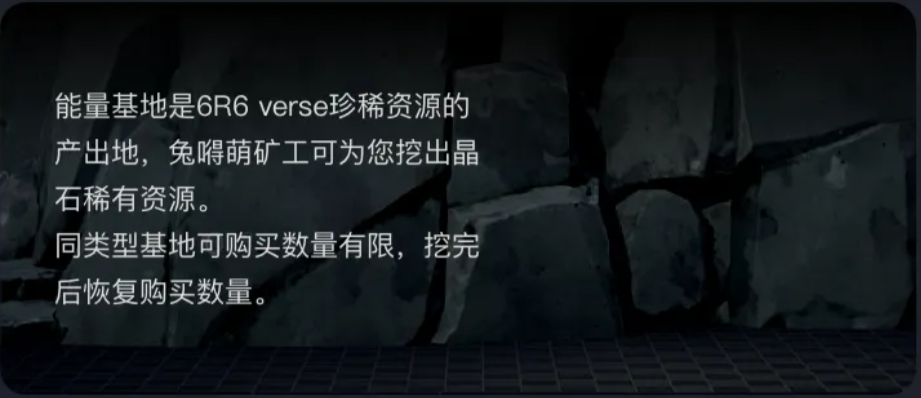 能量基地是6R6 verse珍稀资源的
产出地，兔嘚萌矿工可为您挖出晶
石稀有资源。
同类型基地可购买数量有限，挖完
后恢复购买数量。